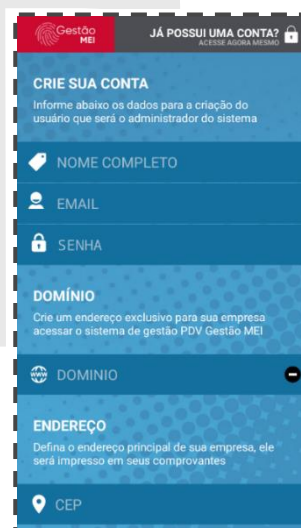 Gestão
MEI
JÁ POSSUI UMA CONTA?
ACESSE AGORA MESMO
CRIE SUA CONTA
Informe abaixo os dados para a criação do
usuário que será o administrador do sistema
NOME COMPLETO
EMAIL
SENHA
DOMÍNIO
Crie um endereço exclusivo para sua empresa
acessar o sistema de gestão PDV Gestão MEI
WWW
DOMINIO
ENDEREÇO
Defina o endereço principal de sua empresa, ele
será impresso em seus comprovantes
CEP